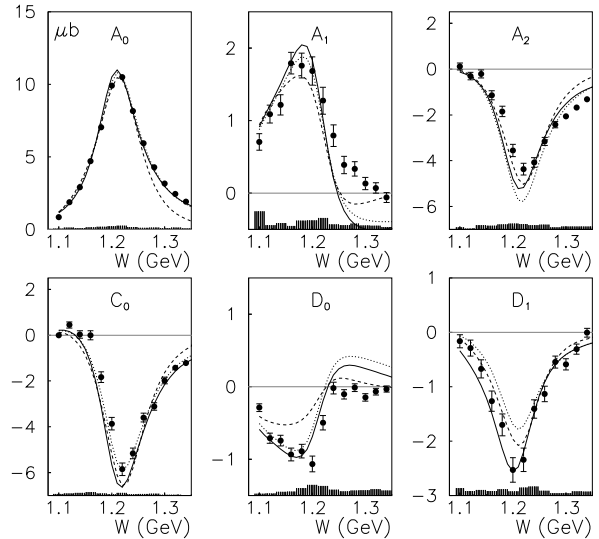 μb A₀ A₁ A₂
15 10 5 0
2 1 0
0 −2 −4 −6
1.1 1.2 1.3 1.1 1.2 1.3 1.1 1.2 1.3
W (GeV) W (GeV) W (GeV)
C₀ D₀ D₁
2 0 −2 −4 −6
1 0 −1
1 0 −1 −2 −3
1.1 1.2 1.3 1.1 1.2 1.3 1.1 1.2 1.3
W (GeV) W (GeV) W (GeV)